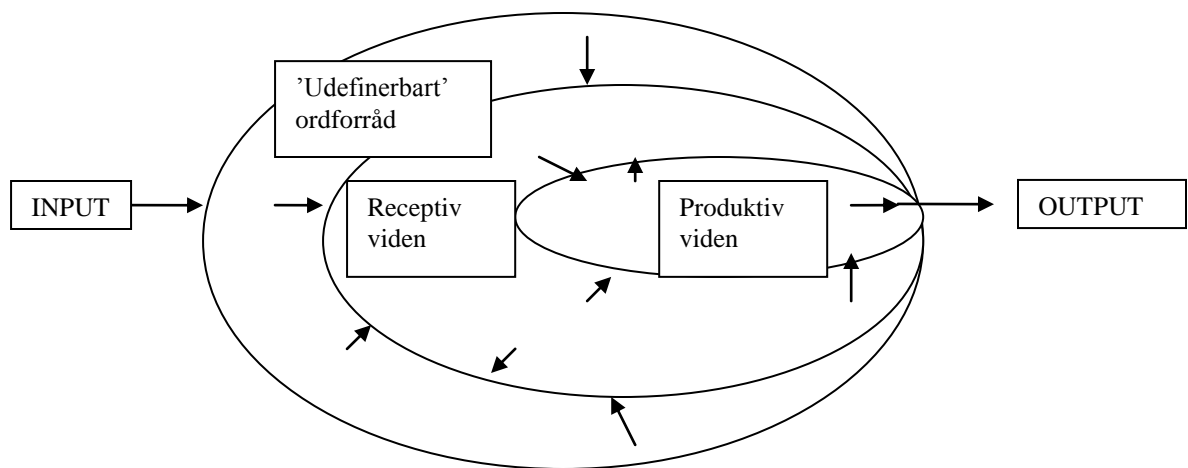 ’Udefinerbart’
ordforråd
INPUT
Receptiv
viden
Produktiv
viden
OUTPUT